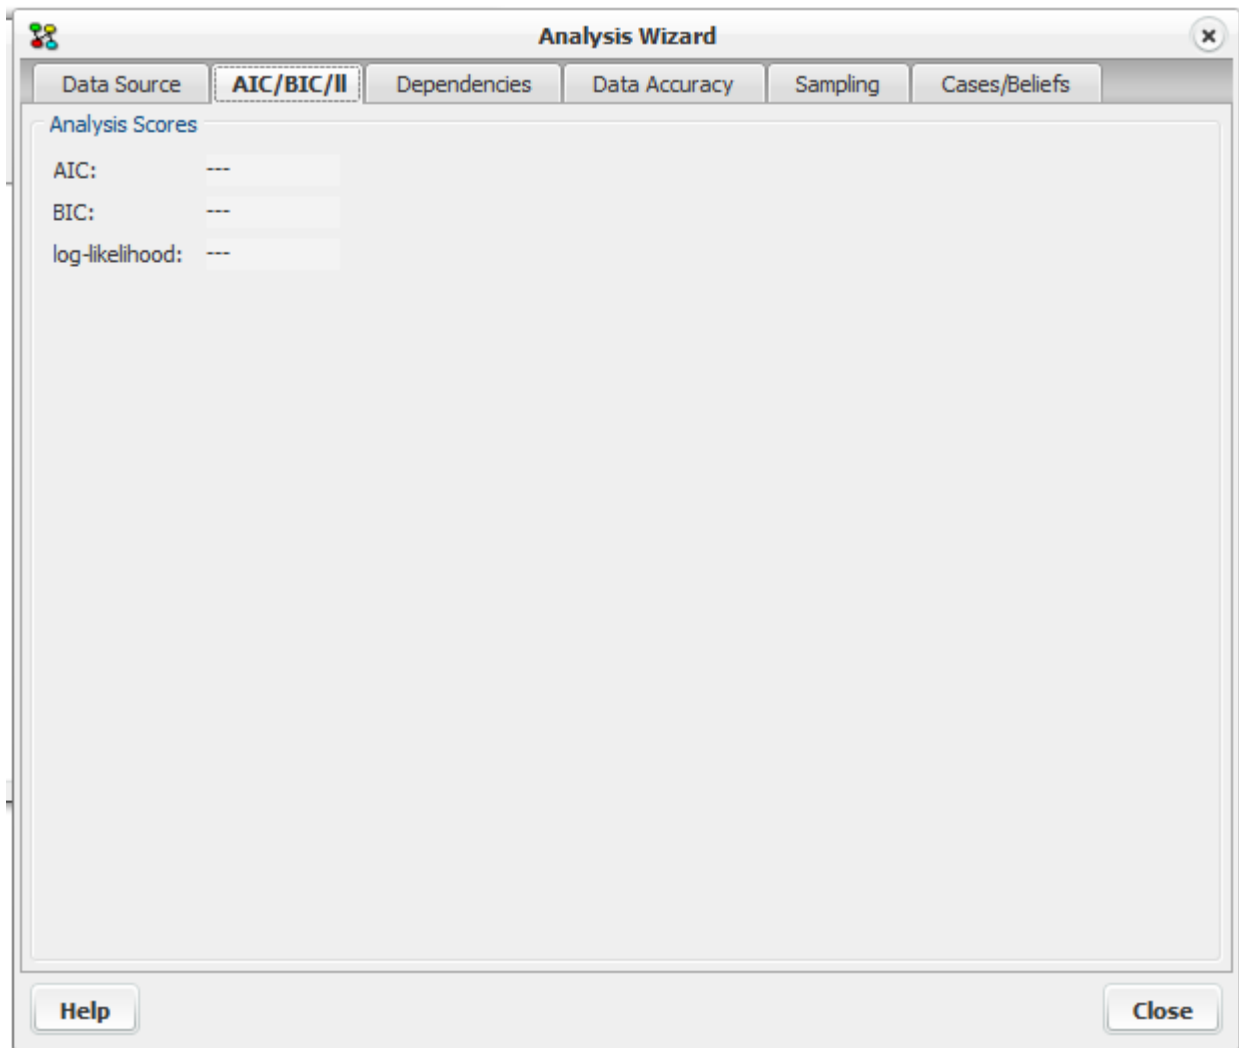 Analysis Wizard
Data Source AIC/BIC/ll Dependencies Data Accuracy Sampling Cases/Beliefs
Analysis Scores
AIC: ---
BIC: ---
log-likelihood: ---
Help Close